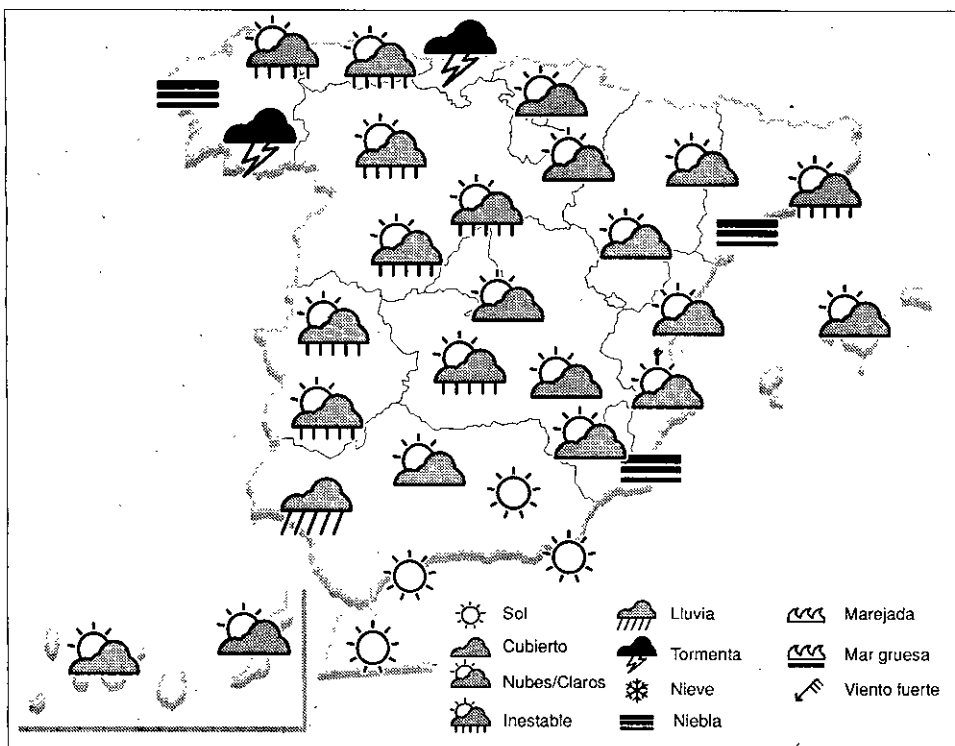 Sol
Cubierto
Nubes/Claros
Inestable
Lluvia
Tormenta
Nieve
Niebla
Marejada
Mar gruesa
Viento fuerte